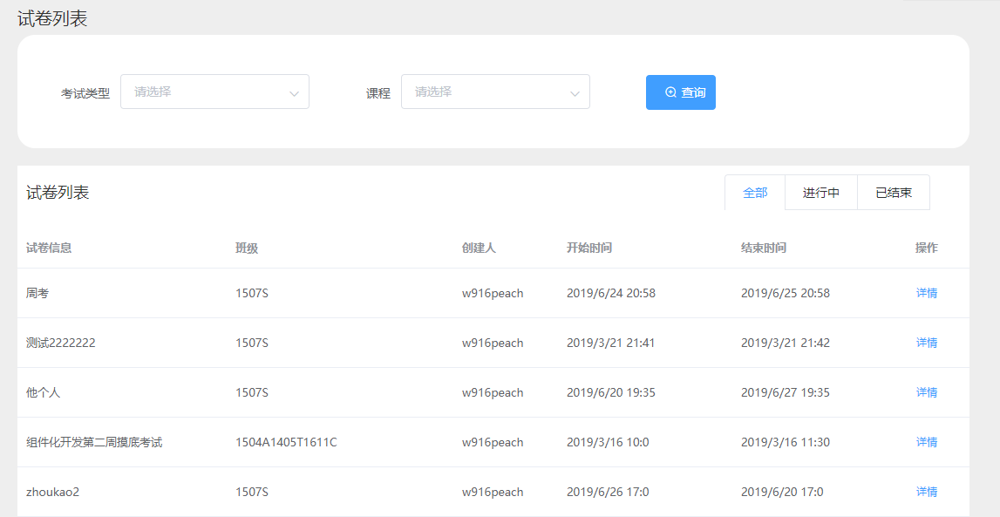 试卷列表
考试类型 请选择 课程 请选择 查询
试卷列表 全部 进行中 已结束
试卷信息 班级 创建人 开始时间 结束时间 操作
周考 1507S w916peach 2019/6/24 20:58 2019/6/25 20:58 详情
测试2222222 1507S w916peach 2019/3/21 21:41 2019/3/21 21:42 详情
他个人 1507S w916peach 2019/6/20 19:35 2019/6/27 19:35 详情
组件化开发第二周摸底考试 1504A1405T1611C w916peach 2019/3/16 10:0 2019/3/16 11:30 详情
zhoukao2 1507S w916peach 2019/6/26 17:0 2019/6/20 17:0 详情